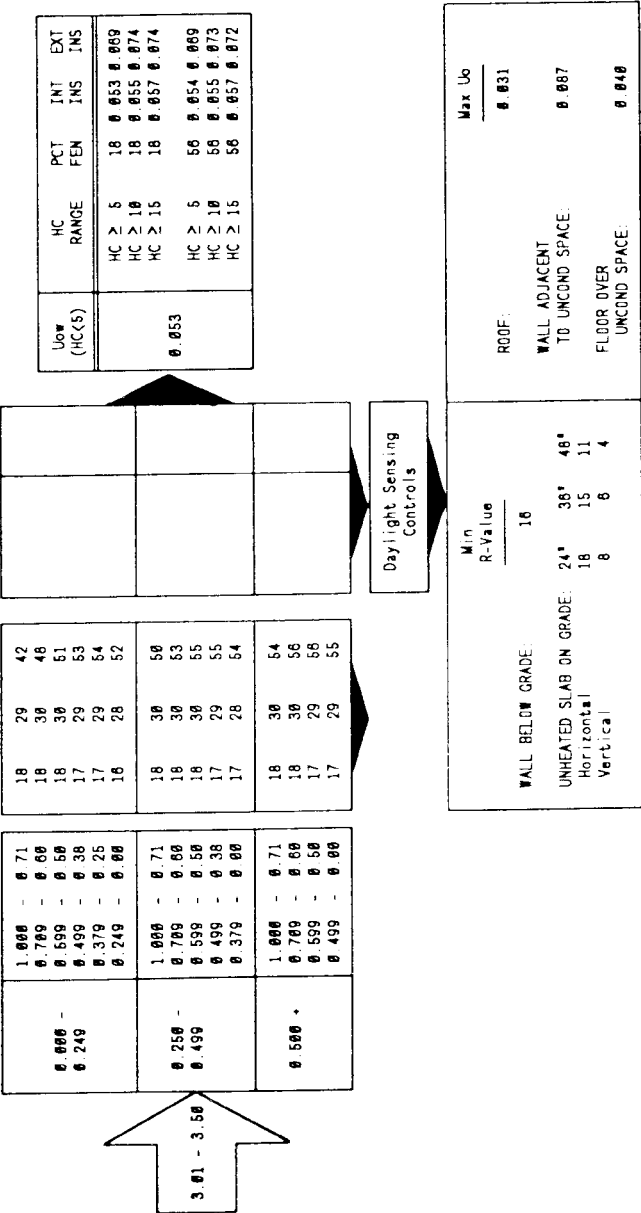 3.01 - 3.50
0.000 -
0.249
1.000 - 0.71 18 29 42
0.709 - 0.60 18 30 48
0.599 - 0.50 18 30 51
0.499 - 0.38 17 29 53
0.379 - 0.25 17 29 54
0.249 - 0.00 16 28 52
0.250 -
0.499
1.000 - 0.71 18 30 50
0.709 - 0.60 18 30 53
0.599 - 0.50 18 30 55
0.499 - 0.38 17 29 55
0.379 - 0.00 17 28 54
0.500 +
1.000 - 0.71 18 30 54
0.709 - 0.60 18 30 56
0.599 - 0.50 17 29 56
0.499 - 0.00 17 29 55
Uow
(HC<5)
HC PCT INT EXT
RANGE FEN INS INS
0.053
HC ≥ 5 18 0.053 0.069
HC ≥ 10 18 0.055 0.074
HC ≥ 15 18 0.057 0.074
HC ≥ 5 56 0.054 0.069
HC ≥ 10 56 0.055 0.073
HC ≥ 15 56 0.057 0.072
Daylight Sensing
Controls
Min
R-Value
WALL BELOW GRADE: 16
UNHEATED SLAB ON GRADE: 24" 36" 48"
Horizontal 18 15 11
Vertical 8 6 4
Max Uo
ROOF: 0.031
WALL ADJACENT
TO UNCOND SPACE: 0.087
FLOOR OVER
UNCOND SPACE: 0.040